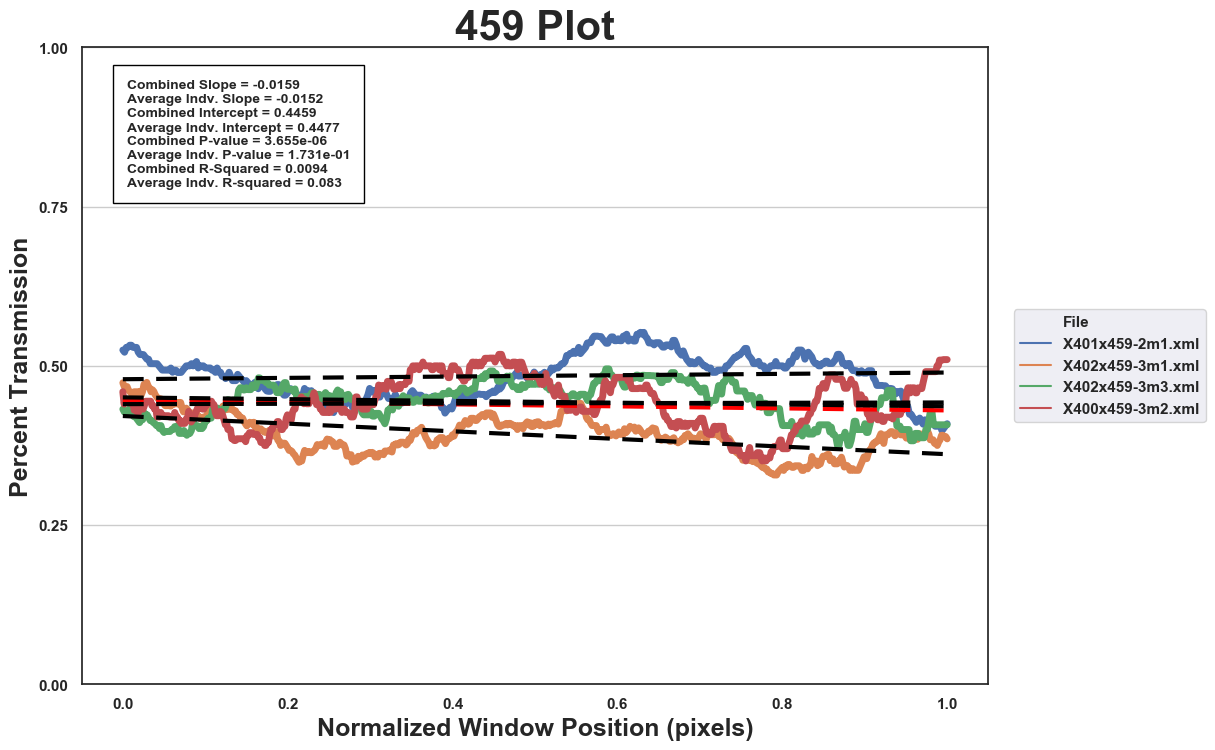 459 Plot
Combined Slope = -0.0159
Average Indv. Slope = -0.0152
Combined Intercept = 0.4459
Average Indv. Intercept = 0.4477
Combined P-value = 3.655e-06
Average Indv. P-value = 1.731e-01
Combined R-Squared = 0.0094
Average Indv. R-squared = 0.083
Percent Transmission
1.00
0.75
0.50
0.25
0.00
0.0 0.2 0.4 0.6 0.8 1.0
Normalized Window Position (pixels)
File
X401x459-2m1.xml
X402x459-3m1.xml
X402x459-3m3.xml
X400x459-3m2.xml